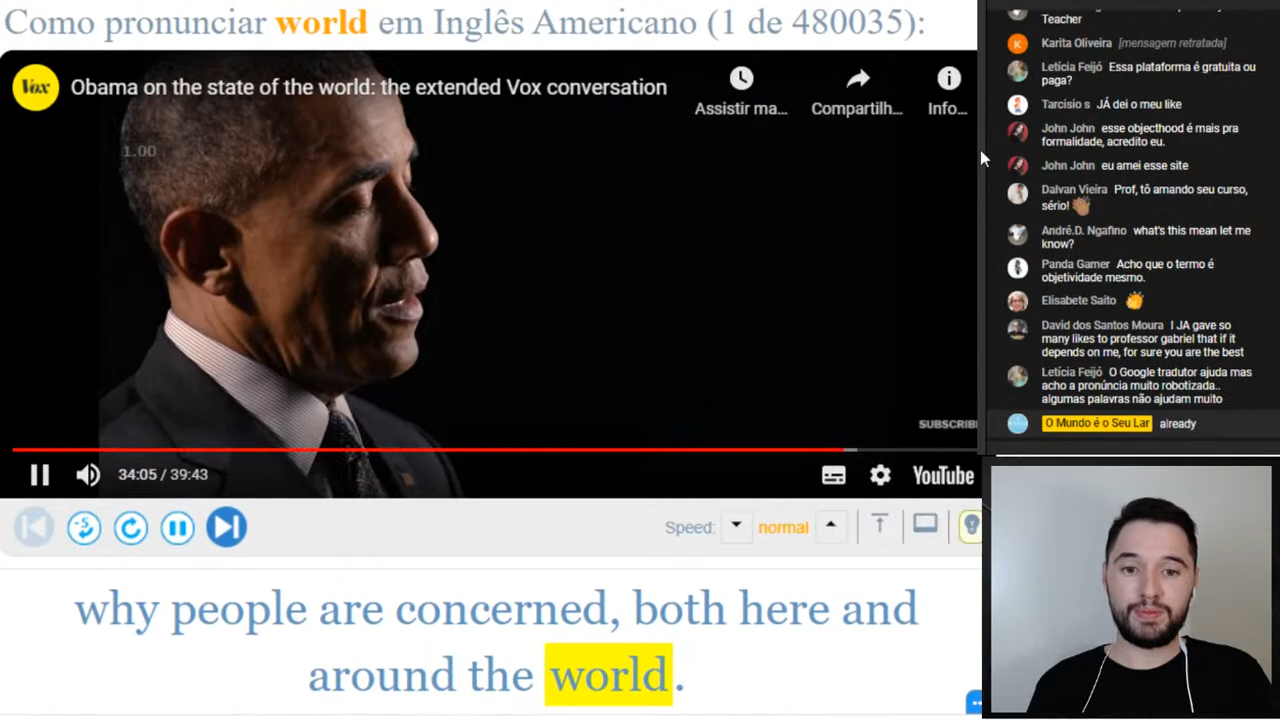 Como pronunciar world em Inglês Americano (1 de 480035):
Vox
Obama on the state of the world: the extended Vox conversation
Assistir ma...
Compartilh...
Info...
1.00
SUBSCRIB
34:05 / 39:43
YouTube
Speed:
normal
why people are concerned, both here and
around the world.
Teacher
Karita Oliveira [mensagem retratada]
Letícia Feijó Essa plataforma é gratuita ou
paga?
Tarcisio s JÁ dei o meu like
John John esse objecthood é mais pra
formalidade, acredito eu.
John John eu amei esse site
Dalvan Vieira Prof, tô amando seu curso,
sério!
André.D. Ngafino what's this mean let me
know?
Panda Gamer Acho que o termo é
objetividade mesmo.
Elisabete Saito
David dos Santos Moura I JA gave so
many likes to professor gabriel that if it
depends on me, for sure you are the best
Letícia Feijó O Google tradutor ajuda mas
acho a pronúncia muito robotizada..
algumas palavras não ajudam muito
O Mundo é o Seu Lar already